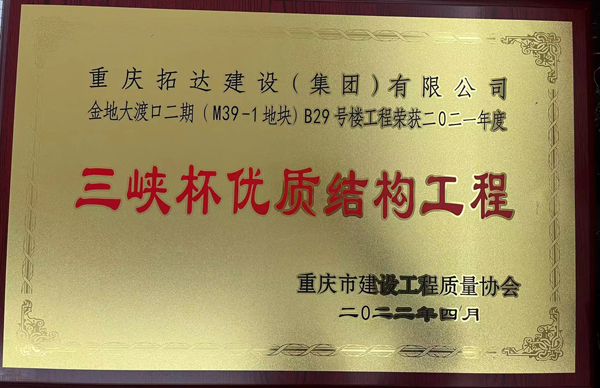 重庆拓达建设(集团)有限公司
金地大渡口二期(M39-1地块)B29号楼工程荣获二0二一年度
三峡杯优质结构工程
重庆市建设工程质量协会
二0二二年四月